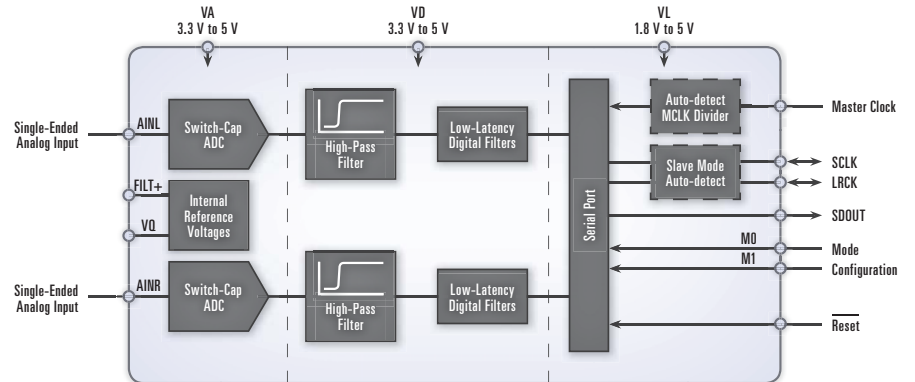 VA
3.3 V to 5 V
VD
3.3 V to 5 V
VL
1.8 V to 5 V
Single-Ended
Analog Input
AINL
Switch-Cap
ADC
High-Pass
Filter
Low-Latency
Digital Filters
Auto-detect
MCLK Divider
Master Clock
FILT+
VQ
Internal
Reference
Voltages
Serial Port
Slave Mode
Auto-detect
SCLK
LRCK
SDOUT
M0
Mode
M1
Configuration
Single-Ended
Analog Input
AINR
Switch-Cap
ADC
High-Pass
Filter
Low-Latency
Digital Filters
Reset